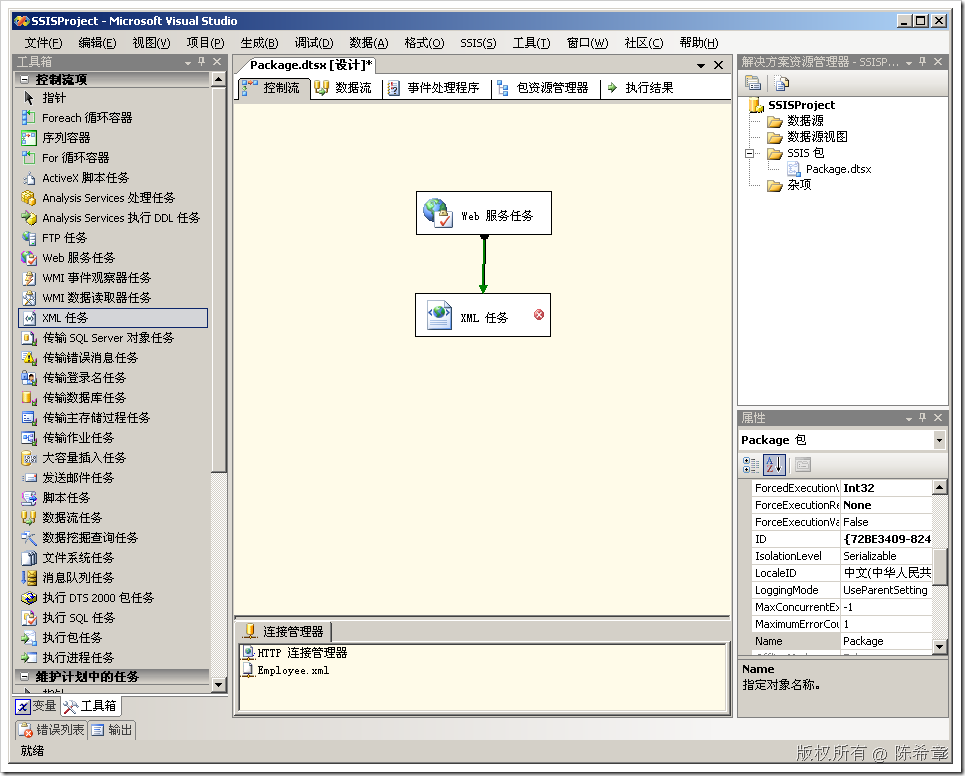 SSISProject - Microsoft Visual Studio
文件(F) 编辑(E) 视图(V) 项目(P) 生成(B) 调试(D) 数据(A) 格式(O) SSIS(S) 工具(T) 窗口(W) 社区(C) 帮助(H)
工具箱
控制流项
指针
Foreach 循环容器
序列容器
For 循环容器
ActiveX 脚本任务
Analysis Services 处理任务
Analysis Services 执行 DDL 任务
FTP 任务
Web 服务任务
WMI 事件观察器任务
WMI 数据读取器任务
XML 任务
传输 SQL Server 对象任务
传输错误消息任务
传输登录名任务
传输数据库任务
传输主存储过程任务
传输作业任务
大容量插入任务
发送邮件任务
脚本任务
数据流任务
数据挖掘查询任务
文件系统任务
消息队列任务
执行 DTS 2000 包任务
执行 SQL 任务
执行包任务
执行进程任务
维护计划中的任务
指针
变量 工具箱
Package.dtsx [设计]*
控制流 数据流 事件处理程序 包资源管理器 执行结果
Web 服务任务
XML 任务
连接管理器
HTTP 连接管理器
Employee.xml
解决方案资源管理器 - SSISP...
SSISProject
数据源
数据源视图
SSIS 包
Package.dtsx
杂项
属性
Package 包
ForcedExecutionV Int32
ForceExecutionRe None
ForceExecutionVa False
ID {72BE3409-824
IsolationLevel Serializable
LocaleID 中文(中华人民共
LoggingMode UseParentSetting
MaxConcurrentEx -1
MaximumErrorCou 1
Name Package
Name
指定对象名称。
错误列表 输出
就绪
版权所有 @ 陈希章